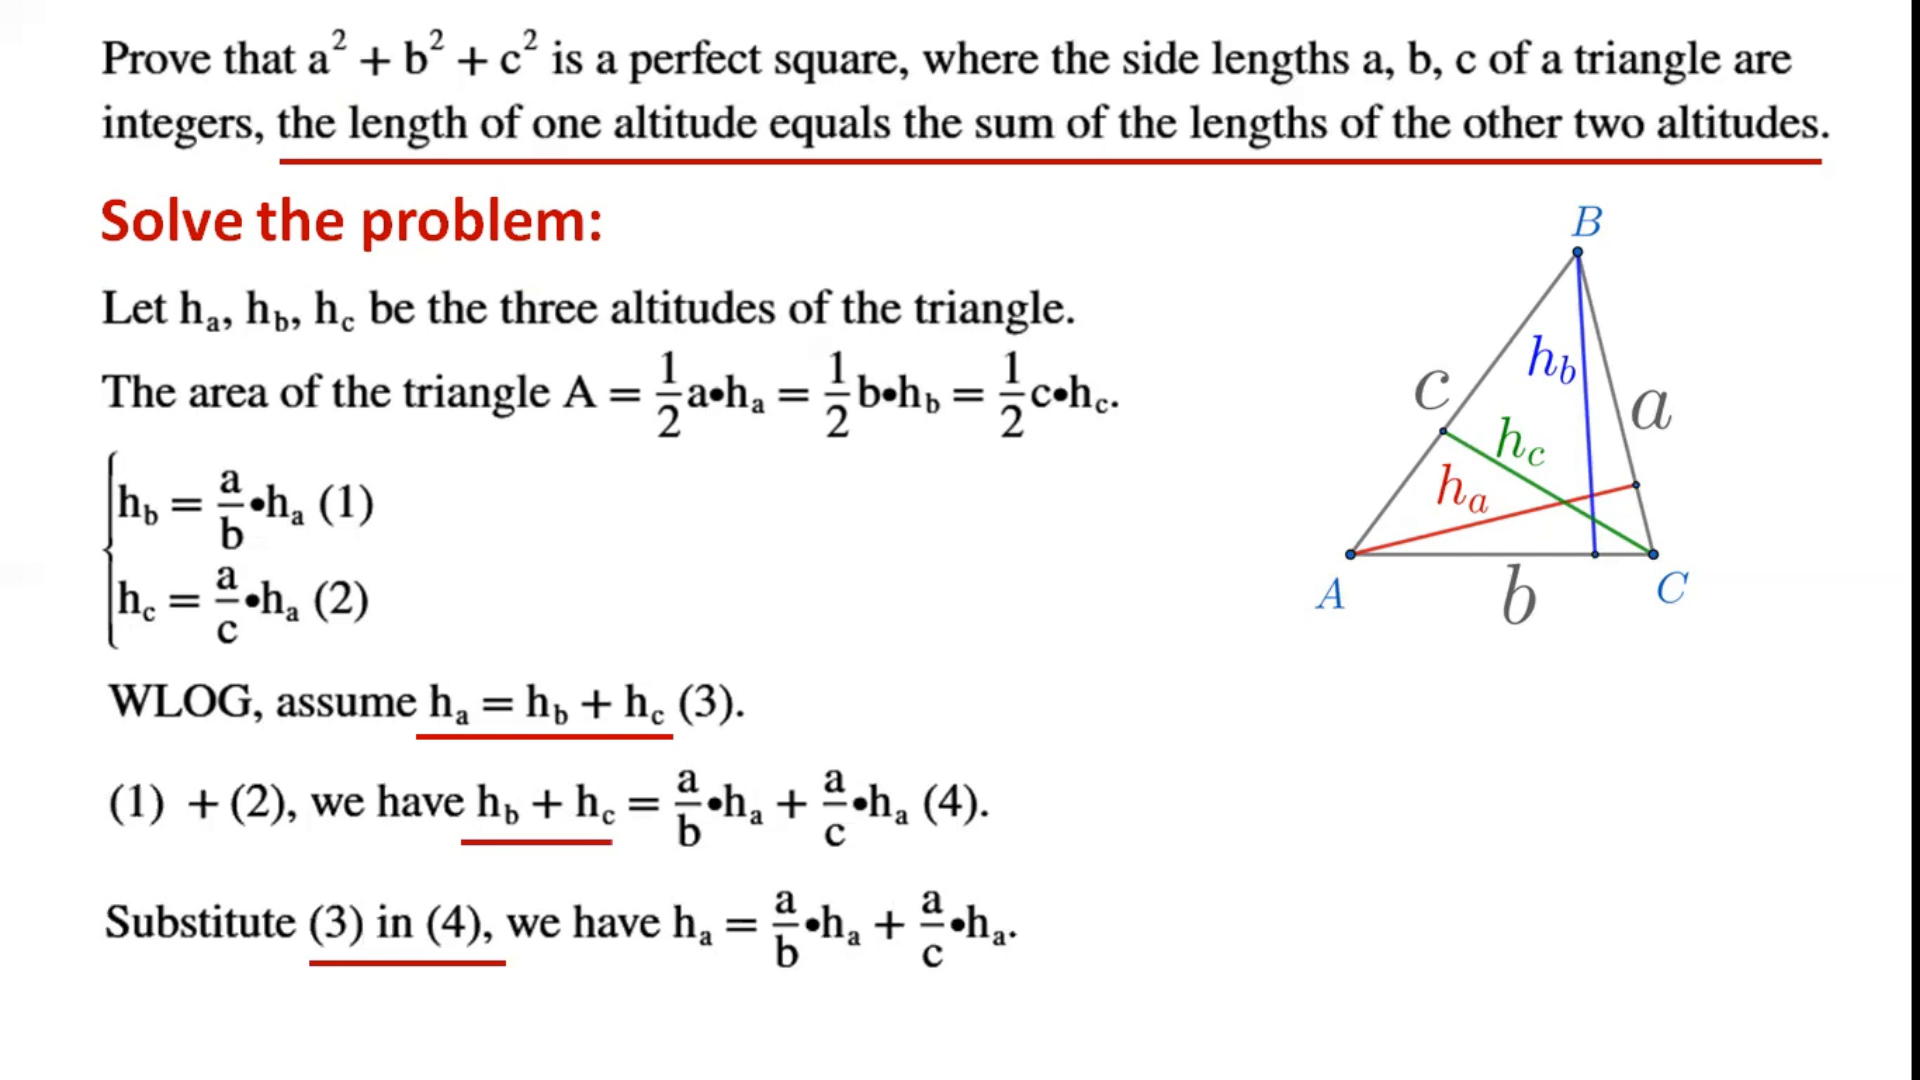 Prove that a² + b² + c² is a perfect square, where the side lengths a, b, c of a triangle are
integers, the length of one altitude equals the sum of the lengths of the other two altitudes.
Solve the problem:
Let hₐ, h_b, h_c be the three altitudes of the triangle.
The area of the triangle A = 1/2 a•hₐ = 1/2 b•h_b = 1/2 c•h_c.
h_b = a/b •hₐ (1)
h_c = a/c •hₐ (2)
WLOG, assume hₐ = h_b + h_c (3).
(1) + (2), we have h_b + h_c = a/b •hₐ + a/c •hₐ (4).
Substitute (3) in (4), we have hₐ = a/b •hₐ + a/c •hₐ.
B
h_b
c
a
h_c
hₐ
A
b
C